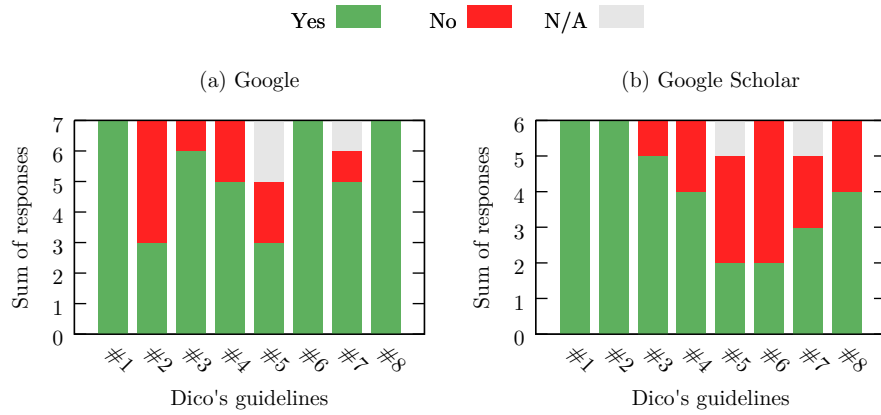 Yes No N/A
(a) Google
Sum of responses
7
6
5
4
3
2
1
0
#1 #2 #3 #4 #5 #6 #7 #8
Dico's guidelines
(b) Google Scholar
Sum of responses
6
5
4
3
2
1
0
#1 #2 #3 #4 #5 #6 #7 #8
Dico's guidelines